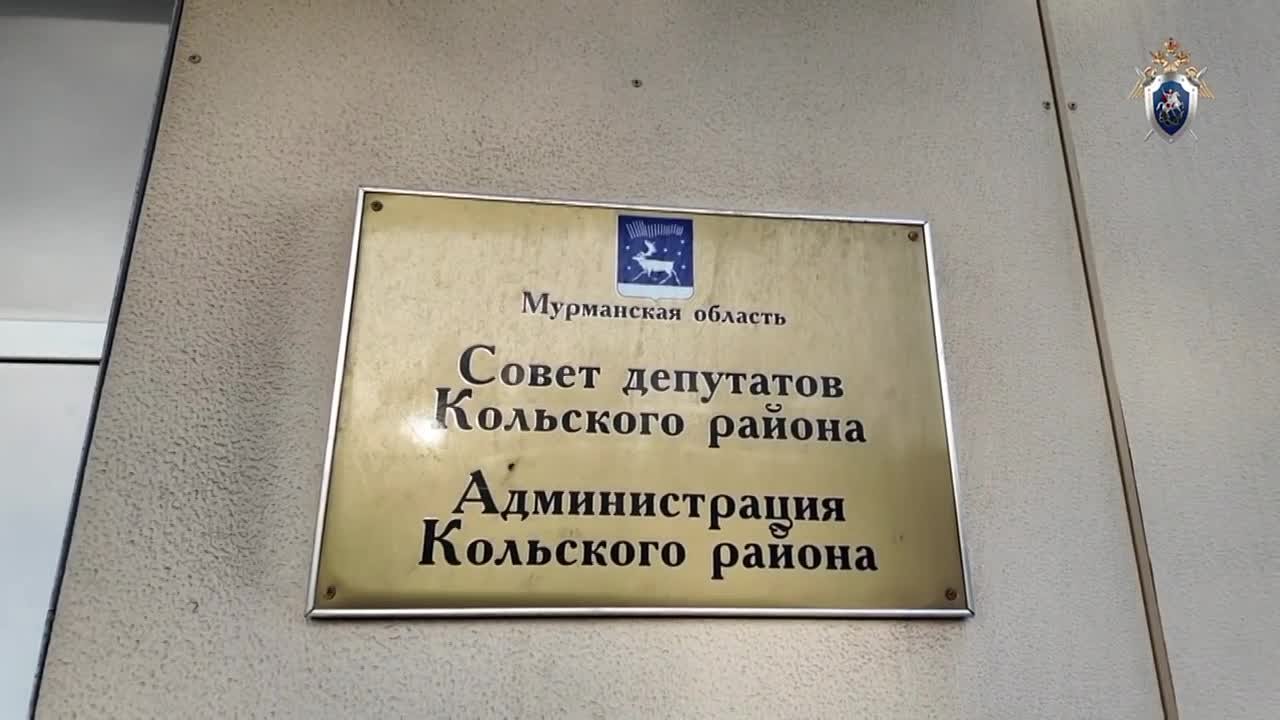 Мурманская область
Совет депутатов
Кольского района
Администрация
Кольского района